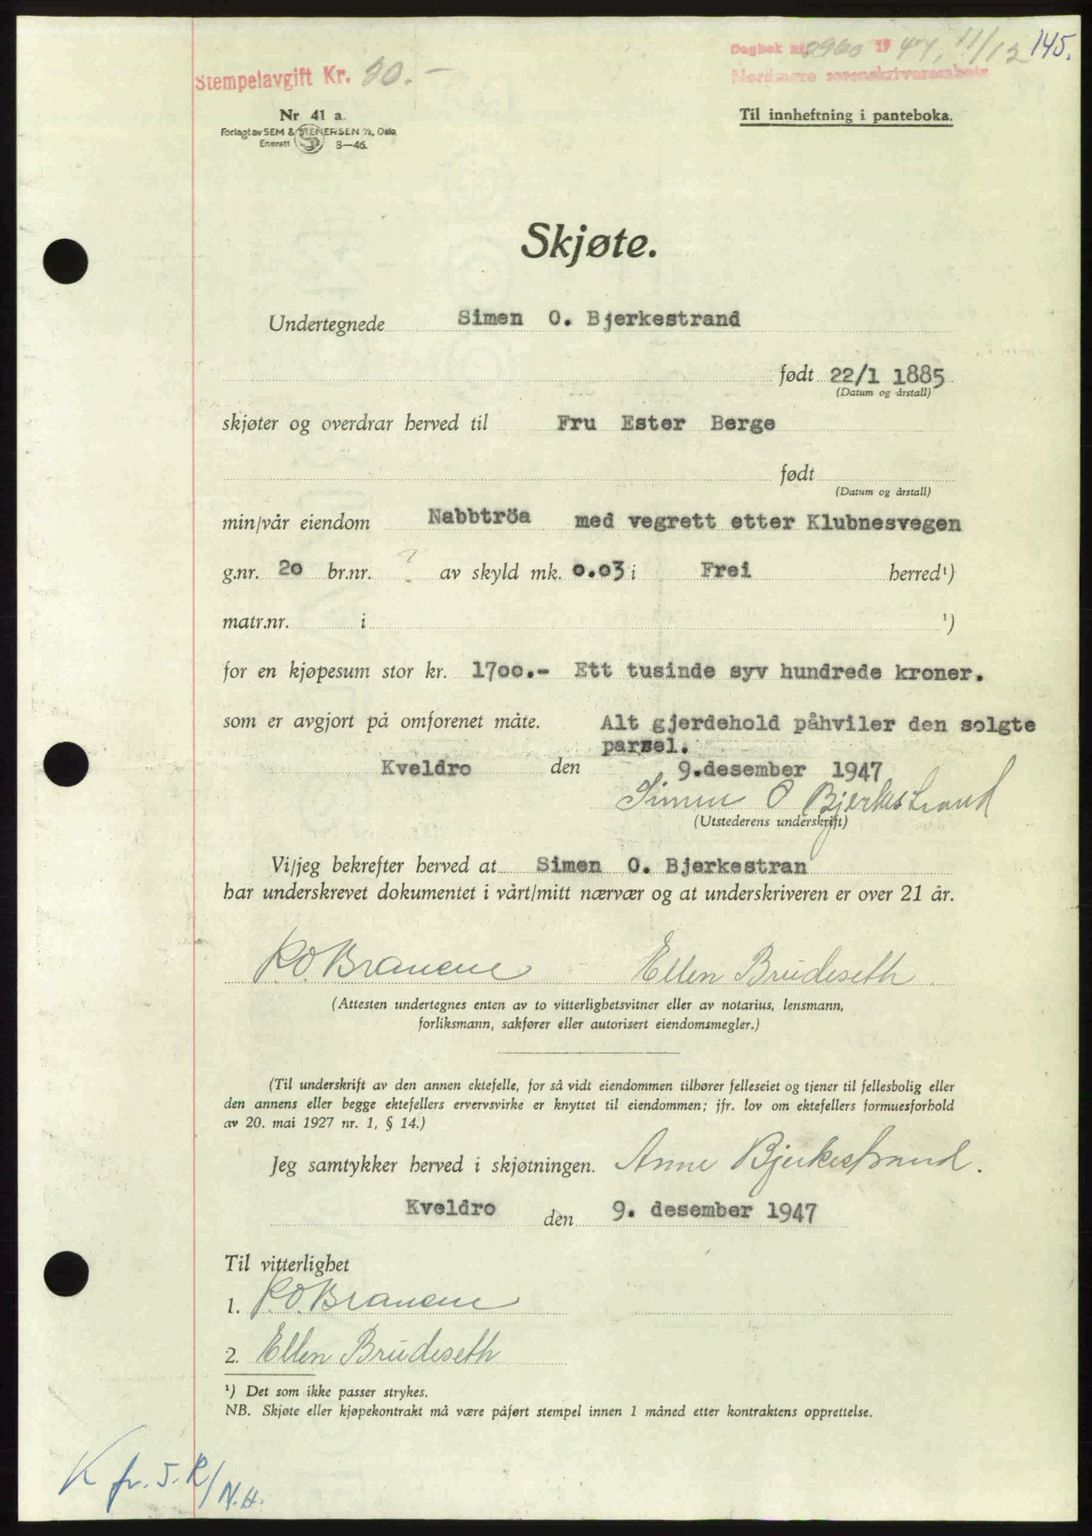 Dagbok nr. 2960 1947, 11/12 145.
Stempelavgift Kr. 20.-
Nordmøre sorenskriverembete
Nr 41 a.
Til innheftning i panteboka.
Forlagt av SEM & STENERSEN A/S, Oslo.
Enerett 8—46.
Skjøte.
Undertegnede Simen O. Bjerkestrand
født 22/1 1885
(Datum og årstall)
skjøter og overdrar herved til Fru Ester Berge
født
(Datum og årstall)
min/vår eiendom Nabbtröa med vegrett etter Klubnesvegen
g.nr. 20 br.nr. ? av skyld mk. 0.03 i Frei herred¹)
matr.nr. i ¹)
for en kjøpesum stor kr. 1700.- Ett tusinde syv hundrede kroner.
som er avgjort på omforenet måte. Alt gjerdehold påhviler den solgte
parsel.
Kveldro den 9.desember 1947
Simen O Bjerkestrand
(Utstederens underskrift)
Vi/jeg bekrefter herved at Simen O. Bjerkestran
har underskrevet dokumentet i vårt/mitt nærvær og at underskriveren er over 21 år.
Ellen Brudeseth
(Attesten undertegnes enten av to vitterlighetsvitner eller av notarius, lensmann,
forliksmann, sakfører eller autorisert eiendomsmegler.)
(Til underskrift av den annen ektefelle, for så vidt eiendommen tilhører felleseiet og tjener til fellesbolig eller
den annens eller begge ektefellers ervervsvirke er knyttet til eiendommen; jfr. lov om ektefellers formuesforhold
av 20. mai 1927 nr. 1, § 14.)
Jeg samtykker herved i skjøtningen. Anne Bjerkestrand.
Kveldro den 9. desember 1947
Til vitterlighet
1.
2. Ellen Brudeseth
¹) Det som ikke passer strykes.
NB. Skjøte eller kjøpekontrakt må være påført stempel innen 1 måned etter kontraktens opprettelse.
K fr. J.R/N.H.